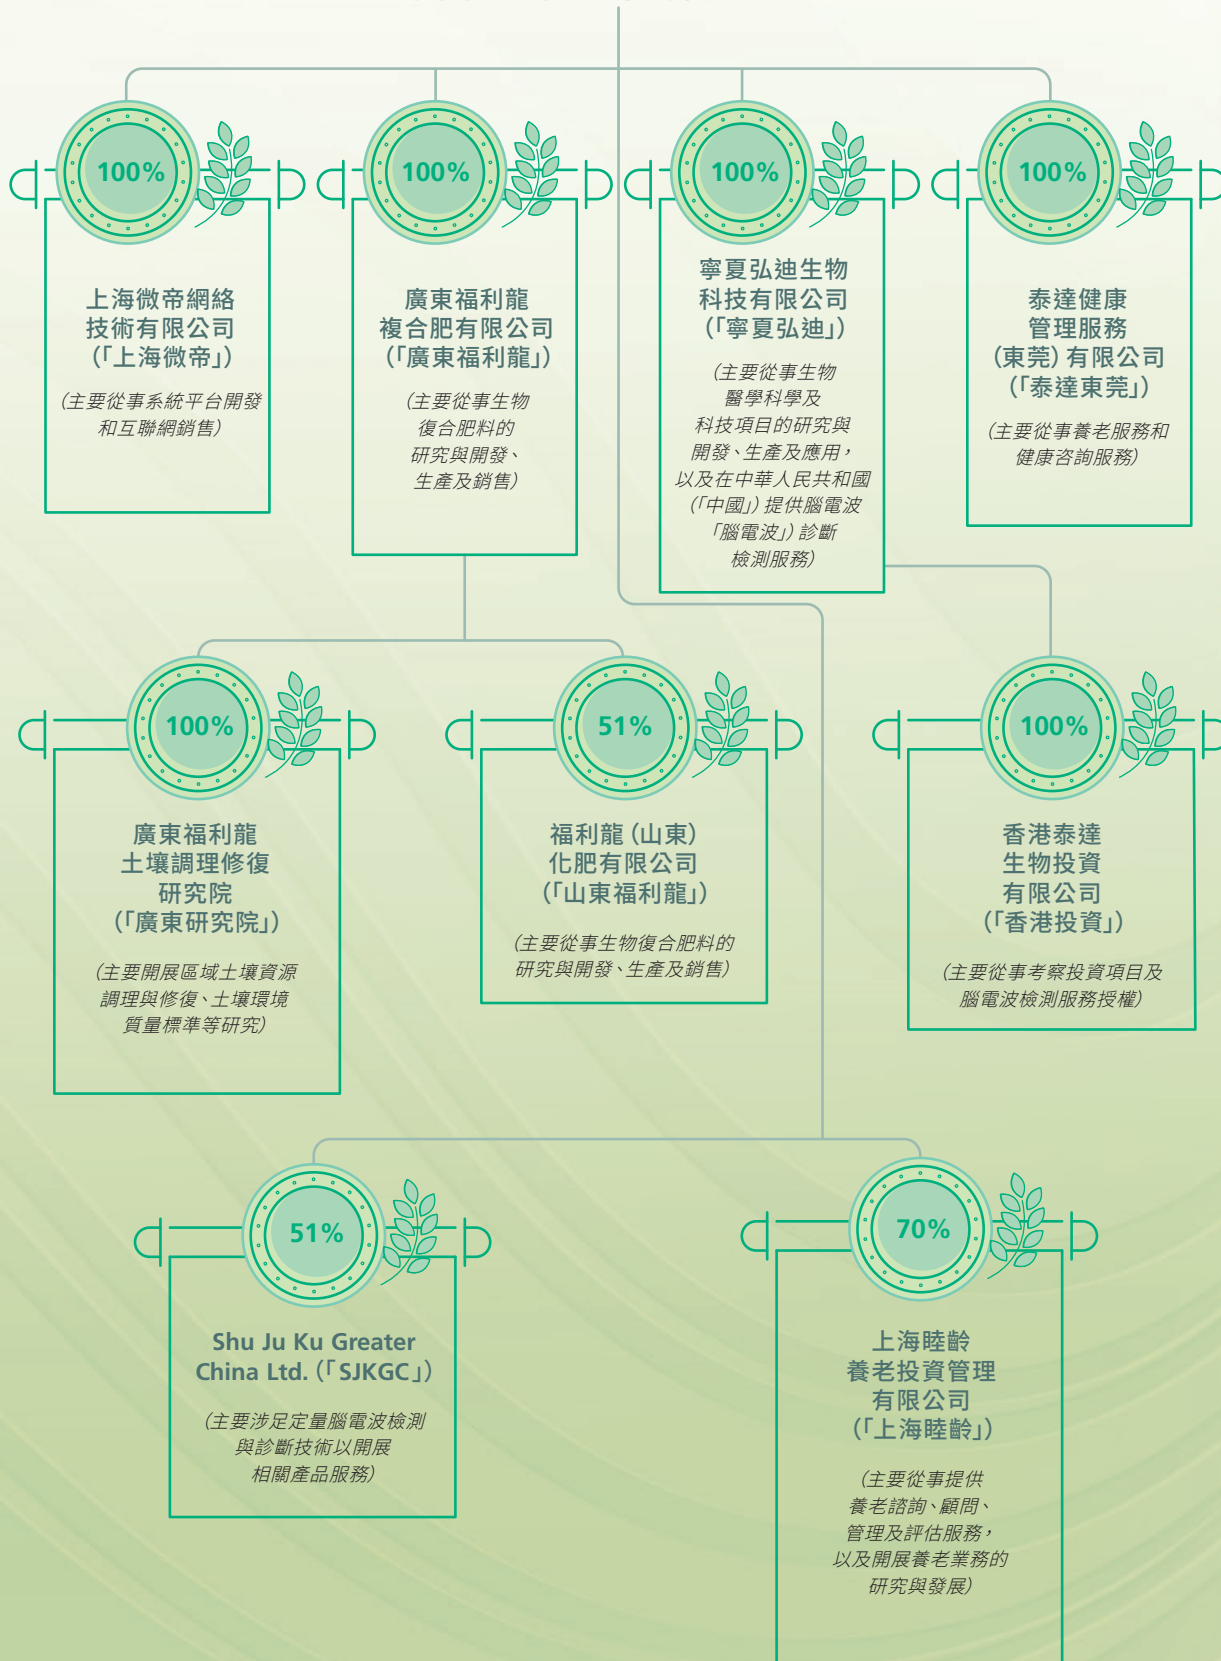 100%
上海微帝網絡
技術有限公司
(「上海微帝」)
(主要從事系統平台開發
和互聯網銷售)
100%
廣東福利龍
複合肥有限公司
(「廣東福利龍」)
(主要從事生物
復合肥料的
研究與開發、
生產及銷售)
100%
寧夏弘迪生物
科技有限公司
(「寧夏弘迪」)
(主要從事生物
醫學科學及
科技項目的研究與
開發、生產及應用，
以及在中華人民共和國
(「中國」)提供腦電波
「腦電波」)診斷
檢測服務)
100%
泰達健康
管理服務
(東莞)有限公司
(「泰達東莞」)
(主要從事養老服務和
健康咨詢服務)
100%
廣東福利龍
土壤調理修復
研究院
(「廣東研究院」)
(主要開展區域土壤資源
調理與修復、土壤環境
質量標準等研究)
51%
福利龍(山東)
化肥有限公司
(「山東福利龍」)
(主要從事生物復合肥料的
研究與開發、生產及銷售)
100%
香港泰達
生物投資
有限公司
(「香港投資」)
(主要從事考察投資項目及
腦電波檢測服務授權)
51%
Shu Ju Ku Greater
China Ltd.(「SJKGC」)
(主要涉足定量腦電波檢測
與診斷技術以開展
相關產品服務)
70%
上海睦齡
養老投資管理
有限公司
(「上海睦齡」)
(主要從事提供
養老諮詢、顧問、
管理及評估服務，
以及開展養老業務的
研究與發展)